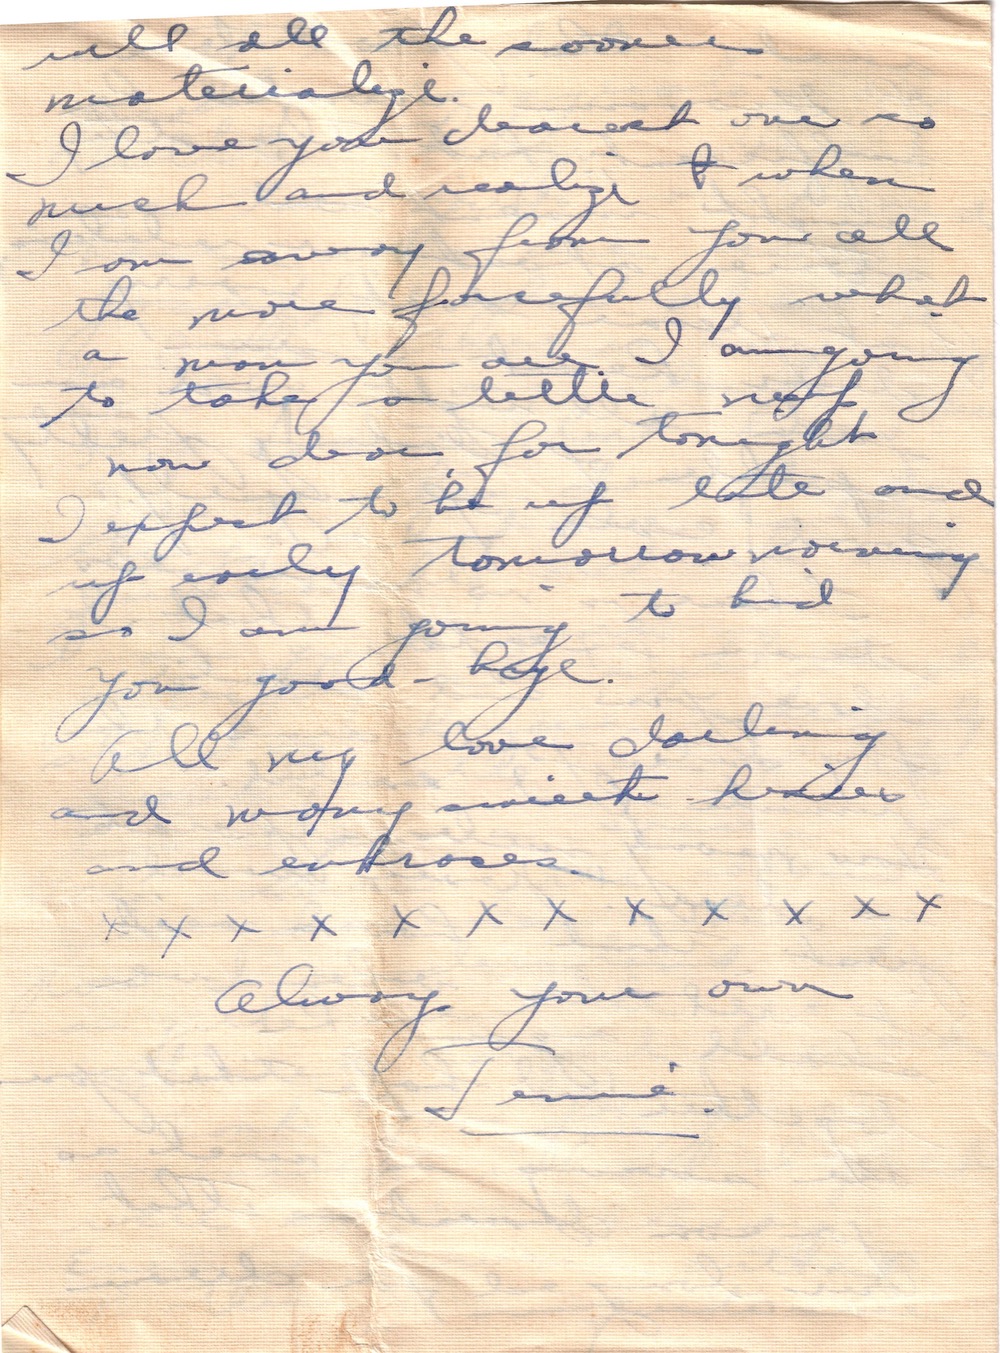 will all the sooner
materialize.
I love you dearest one so
much and realize & when
I am away from you all
the more forcefully what
a man you are. I am going
to take a little nap
now dear, for tonight
I expect to be up late and
up early tomorrow morning
so I am going to bid
you good-bye.
All my love darling
and many sweet kisses
and embraces.
x x x x x x x x x x x x
Always your own